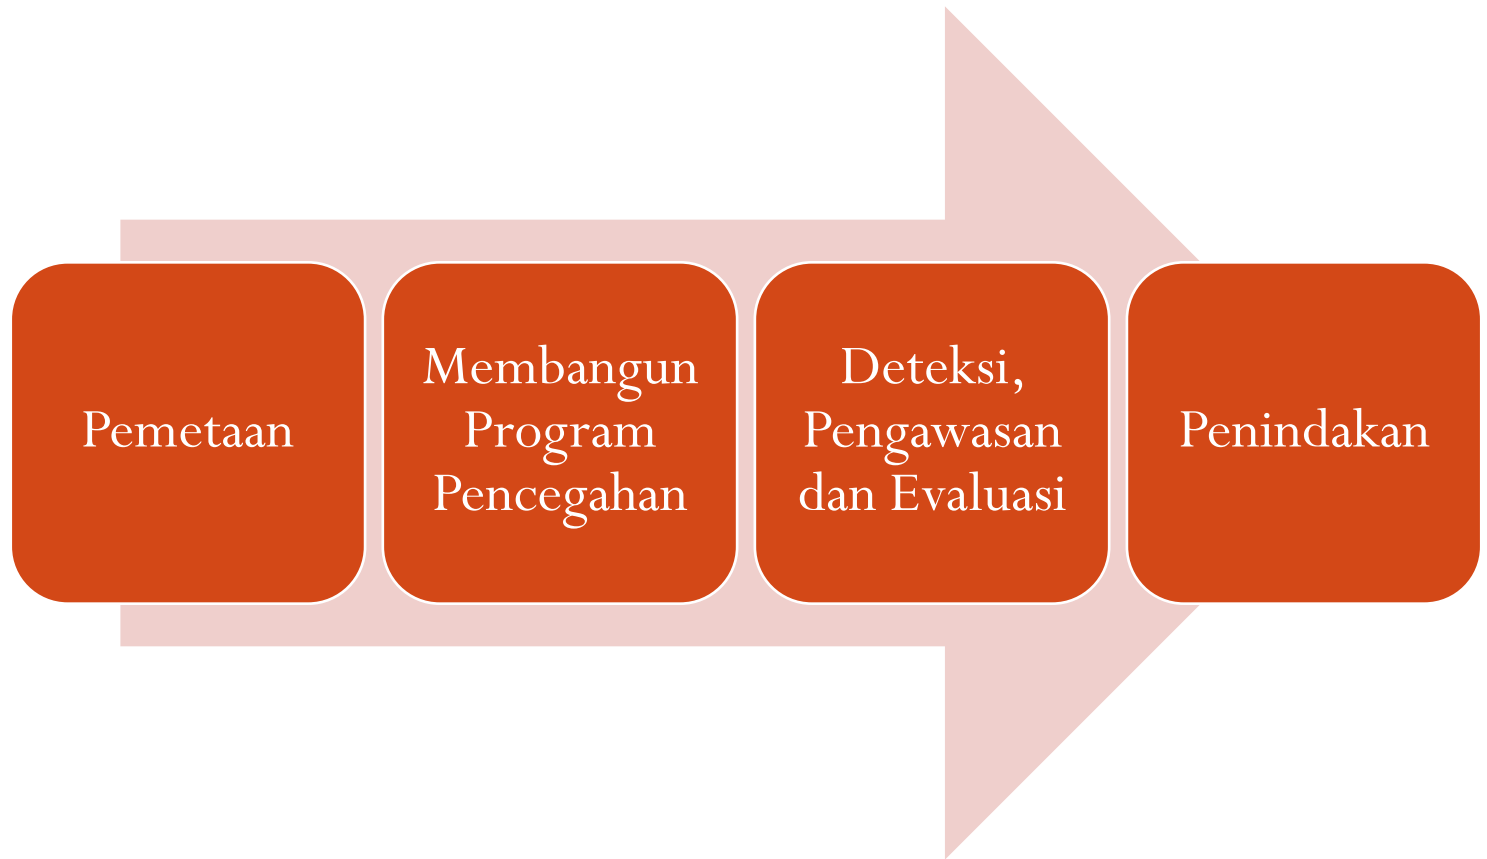 Pemetaan
Membangun
Program
Pencegahan
Deteksi,
Pengawasan
dan Evaluasi
Penindakan